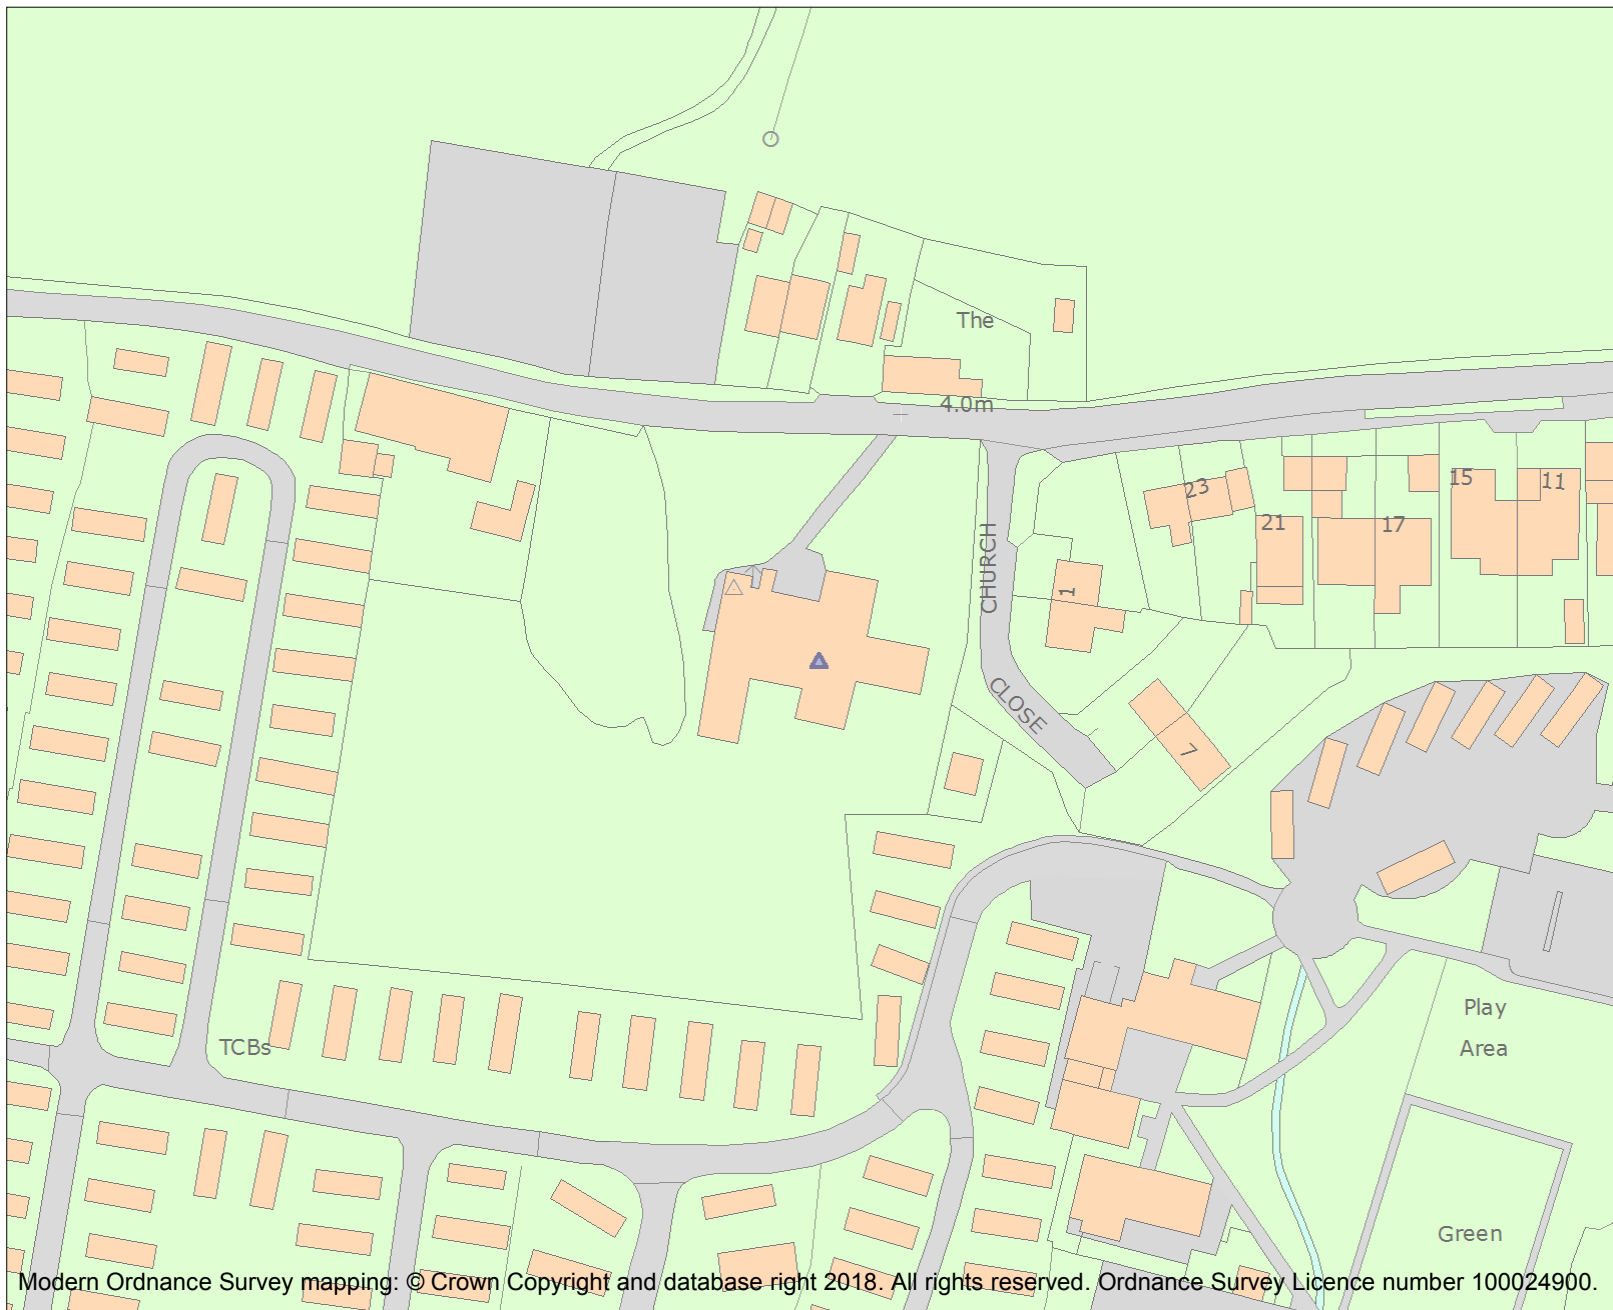 The
4.0m
23
15
11
21
17
CHURCH
1
CLOSE
7
Play
Area
TCBs
Green
Modern Ordnance Survey mapping: © Crown Copyright and database right 2018. All rights reserved. Ordnance Survey Licence number 100024900.